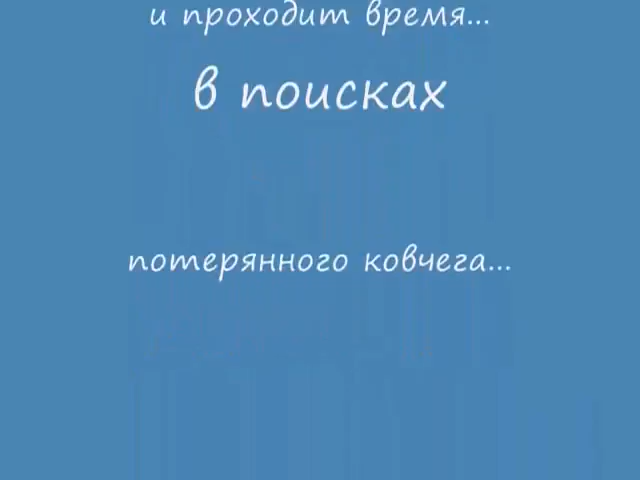 и проходит время...
в поисках
потерянного ковчега...